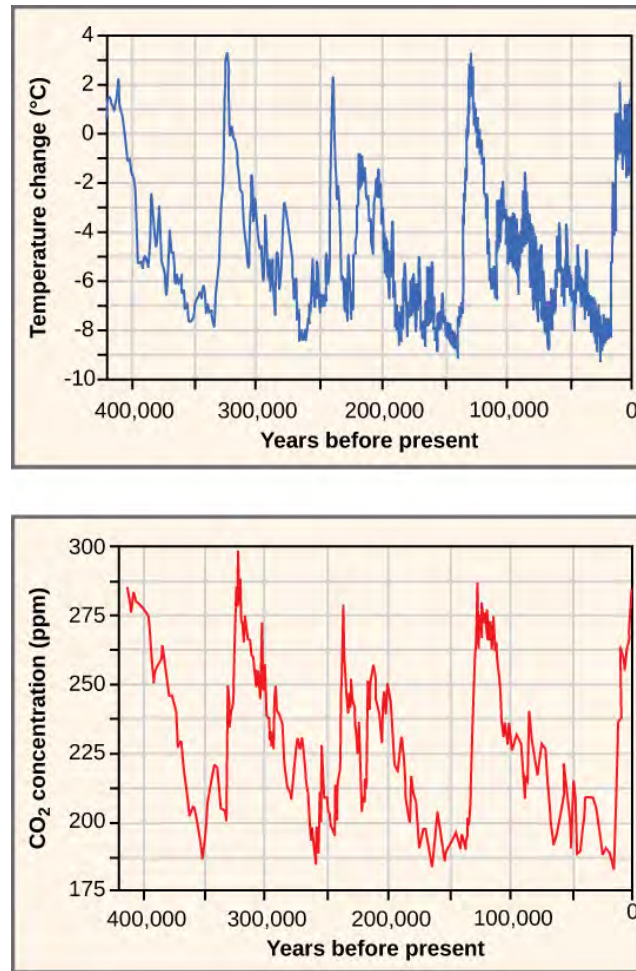 4
2
0
-2
-4
-6
-8
-10
Temperature change (°C)
400,000 300,000 200,000 100,000 0
Years before present
300
275
250
225
200
175
CO₂ concentration (ppm)
400,000 300,000 200,000 100,000 0
Years before present